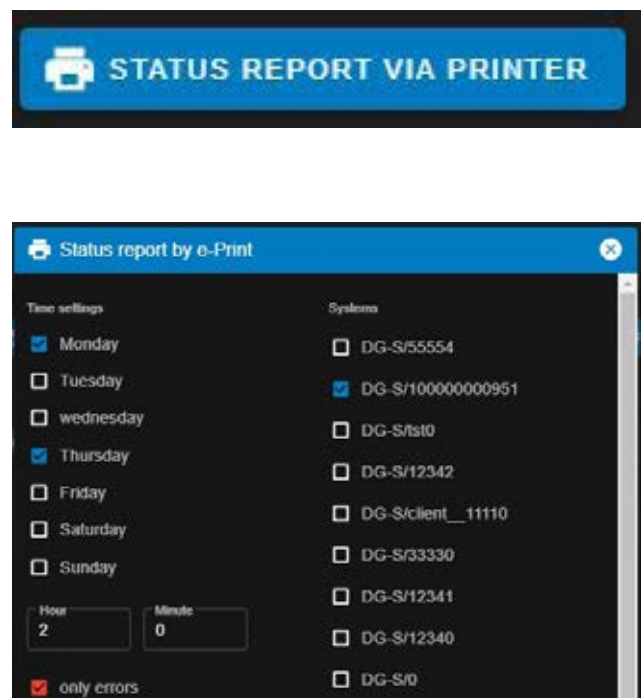 STATUS REPORT VIA PRINTER
Status report by e-Print
Time settings
Monday
Tuesday
wednesday
Thursday
Friday
Saturday
Sunday
Hour
2
Minute
0
only errors
Systems
DG-S/55554
DG-S/100000000951
DG-S/tst0
DG-S/12342
DG-S/client__11110
DG-S/33330
DG-S/12341
DG-S/12340
DG-S/0